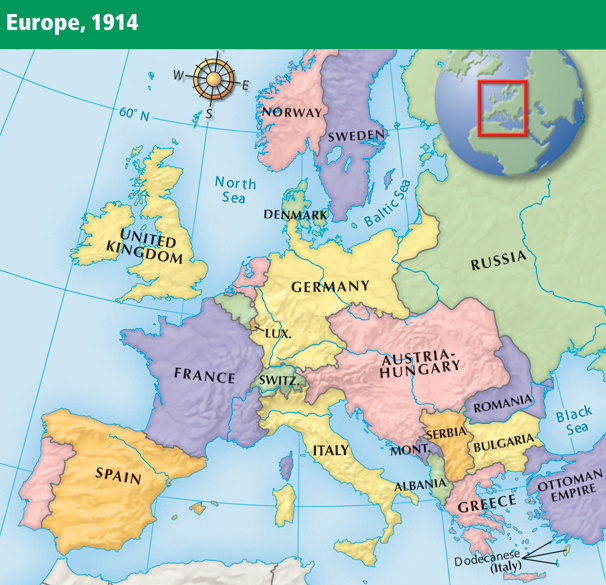 Europe, 1914
W
E
S
60° N
NORWAY
SWEDEN
North
Sea
Baltic Sea
DENMARK
UNITED
KINGDOM
RUSSIA
GERMANY
LUX.
AUSTRIA-
HUNGARY
FRANCE
SWITZ.
ROMANIA
Black
Sea
SERBIA
BULGARIA
ITALY
MONT.
SPAIN
ALBANIA
OTTOMAN
EMPIRE
GREECE
Dodecanese
(Italy)